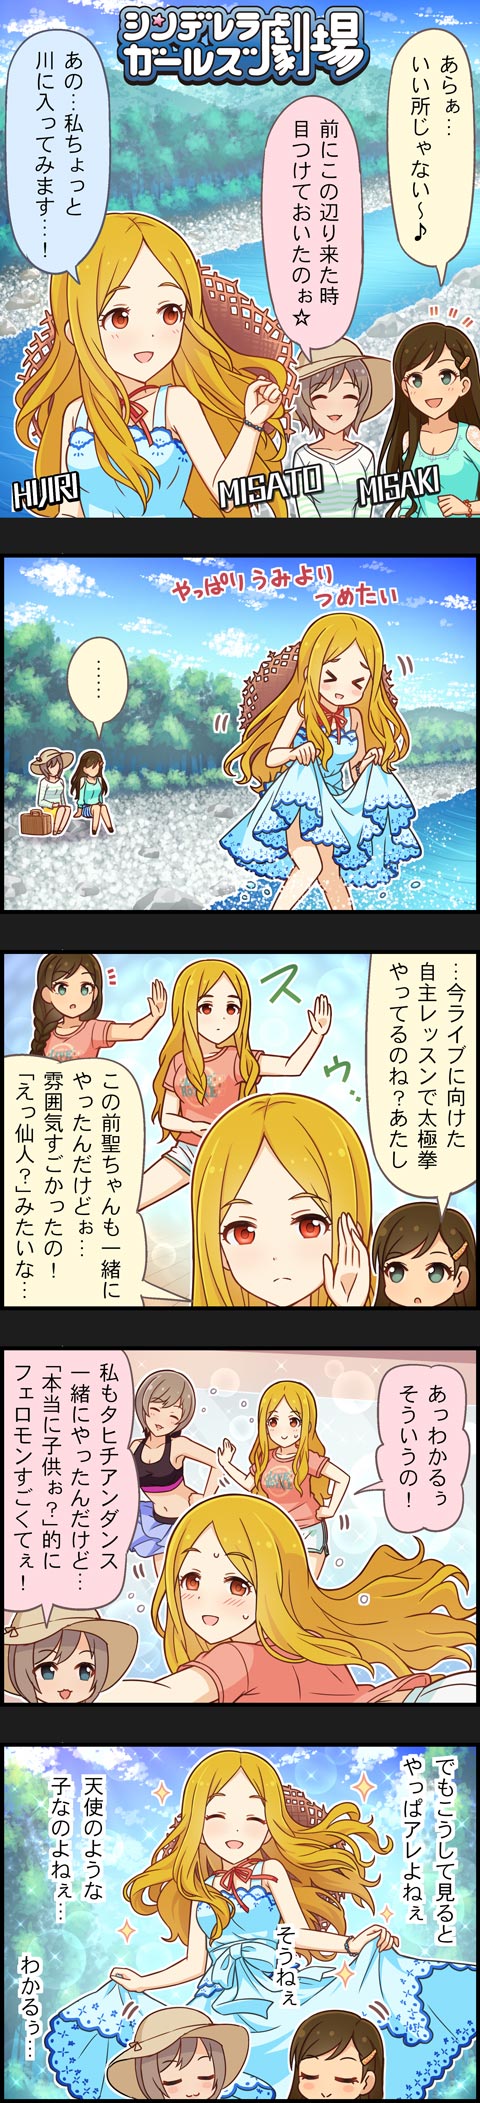 シンデレラ
ガールズ劇場
あらぁ…
いい所じゃない～♪
前にこの辺り来た時
目つけておいたのぉ☆
あの…私ちょっと
川に入ってみます…！
HIJIRI
MISATO
MISAKI
やっぱりうみより
つめたい
……
…今ライブに向けた
自主レッスンで太極拳
やってるのね？あたし
スゥ…
この前聖ちゃんも一緒に
やったんだけどぉ…
雰囲気すごかったの！
「えっ仙人？」みたいな…
あっわかるぅ
そういうの！
私もタヒチアンダンス
一緒にやったんだけど…
「本当に子供ぉ？」的に
フェロモンすごくてぇ！
でもこうして見ると
やっぱアレよねぇ
そうねぇ
天使のような
子なのよねぇ…
わかるぅ…